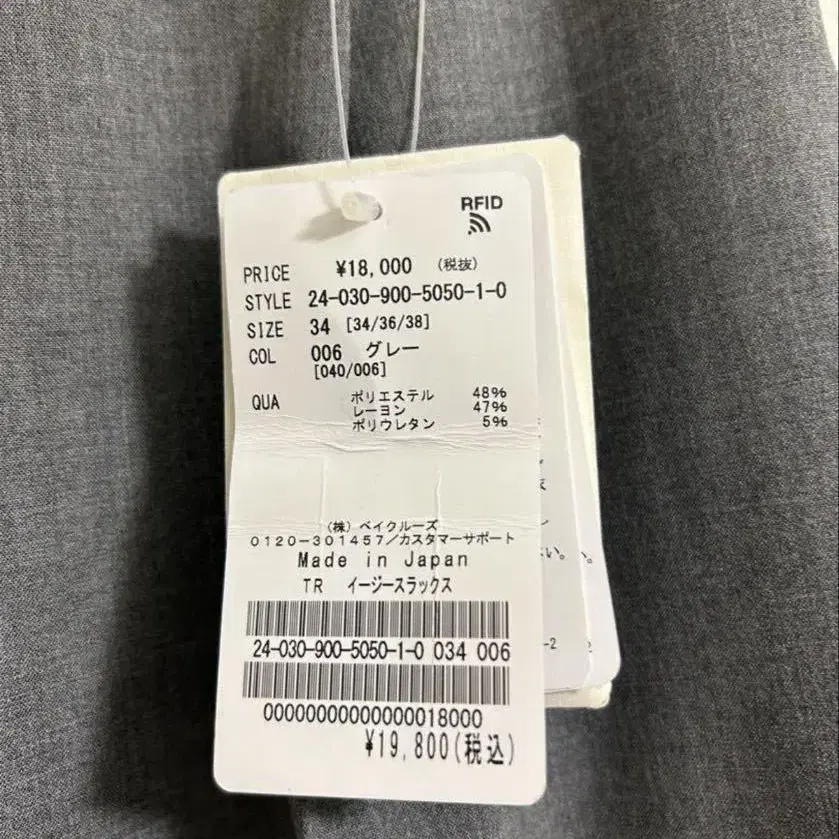 RFID
PRICE ¥18,000 (税抜)
STYLE 24-030-900-5050-1-0
SIZE 34 [34/36/38]
COL 006 グレー
[040/006]
QUA ポリエステル 48%
レーヨン 47%
ポリウレタン 5%
(株)ベイクルーズ
0120-301457/カスタマーサポート
Made in Japan
TR イージースラックス
24-030-900-5050-1-0 034 006
00000000000000018000
¥19,800(税込)